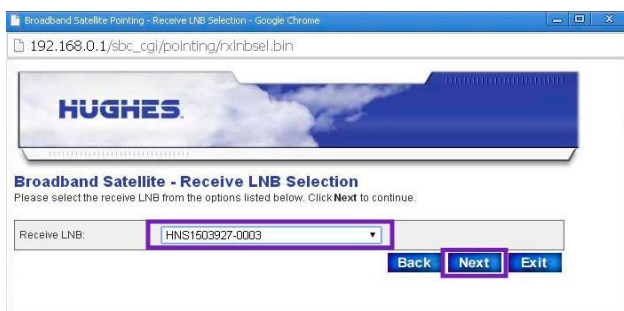 Broadband Satellite Pointing - Receive LNB Selection - Google Chrome
192.168.0.1/sbc_cgi/pointing/rxlnbsel.bin
HUGHES
Broadband Satellite - Receive LNB Selection
Please select the receive LNB from the options listed below. Click Next to continue.
Receive LNB: HNS1503927-0003
Back Next Exit